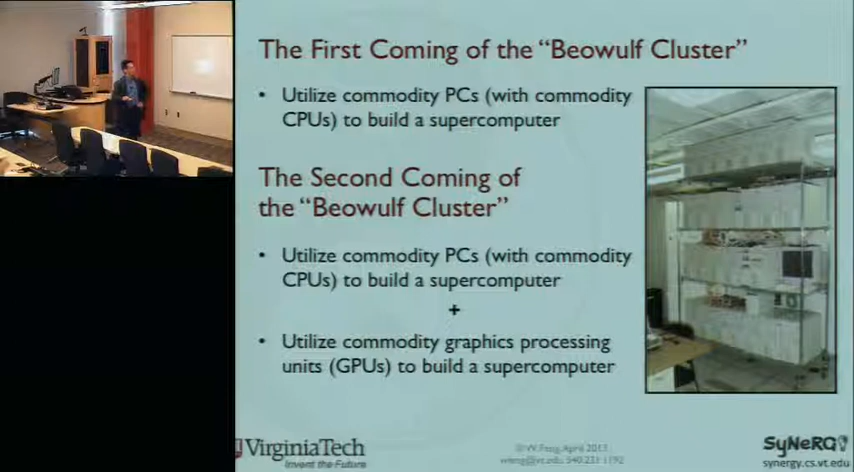 The First Coming of the “Beowulf Cluster”
• Utilize commodity PCs (with commodity
CPUs) to build a supercomputer
The Second Coming of
the “Beowulf Cluster”
• Utilize commodity PCs (with commodity
CPUs) to build a supercomputer
+
• Utilize commodity graphics processing
units (GPUs) to build a supercomputer
VirginiaTech
Invent the Future
SyNeRG
synergy.cs.vt.edu